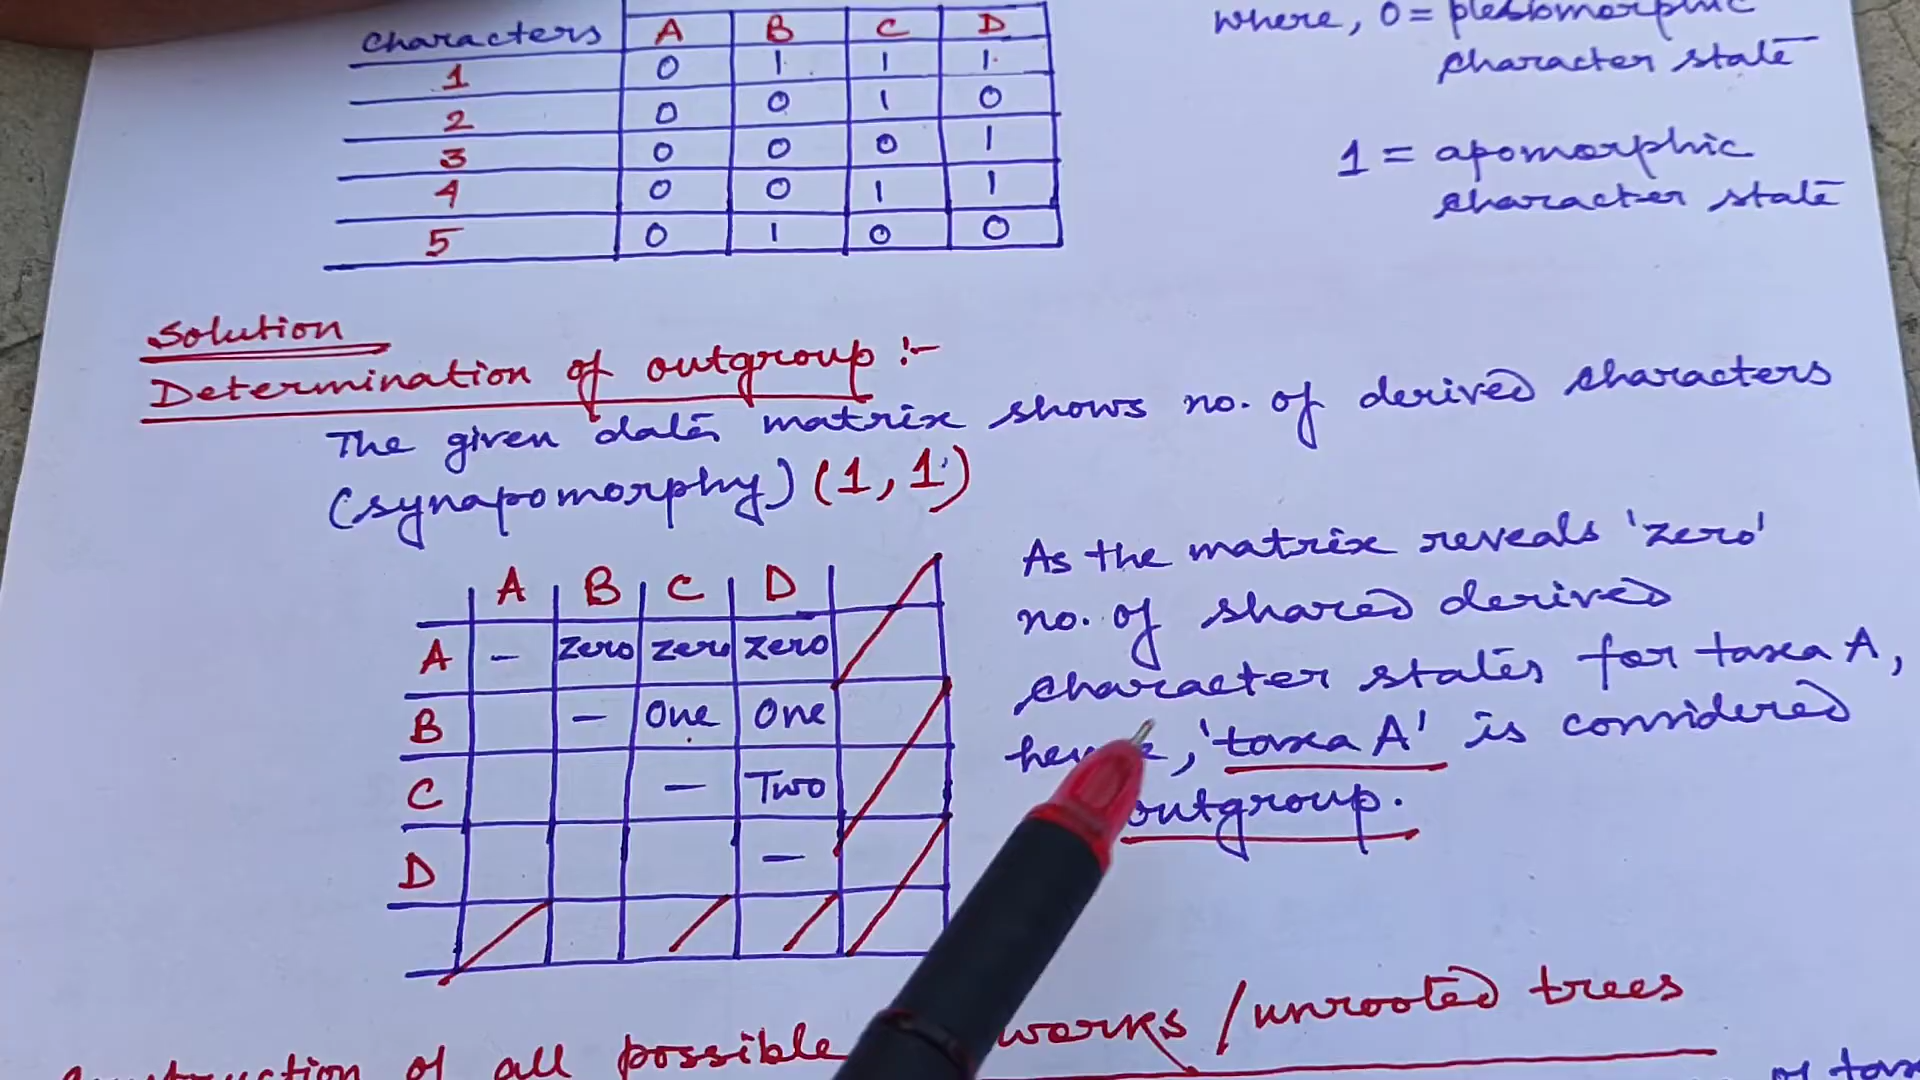 characters A B C D
1 0 1 1 1
2 0 0 1 0
3 0 0 0 1
4 0 0 1 1
5 0 1 0 0
where, 0 = plesiomorphic
character state
1 = apomorphic
character state
Solution
Determination of outgroup :-
The given data matrix shows no. of derived characters
(synapomorphy) (1, 1)
A B C D
A - zero zero zero
B - One One
C - Two
D -
As the matrix reveals 'zero'
no. of shared derived
character states for taxa A,
'taxa A' is considered
outgroup.
of all possible /unrooted trees